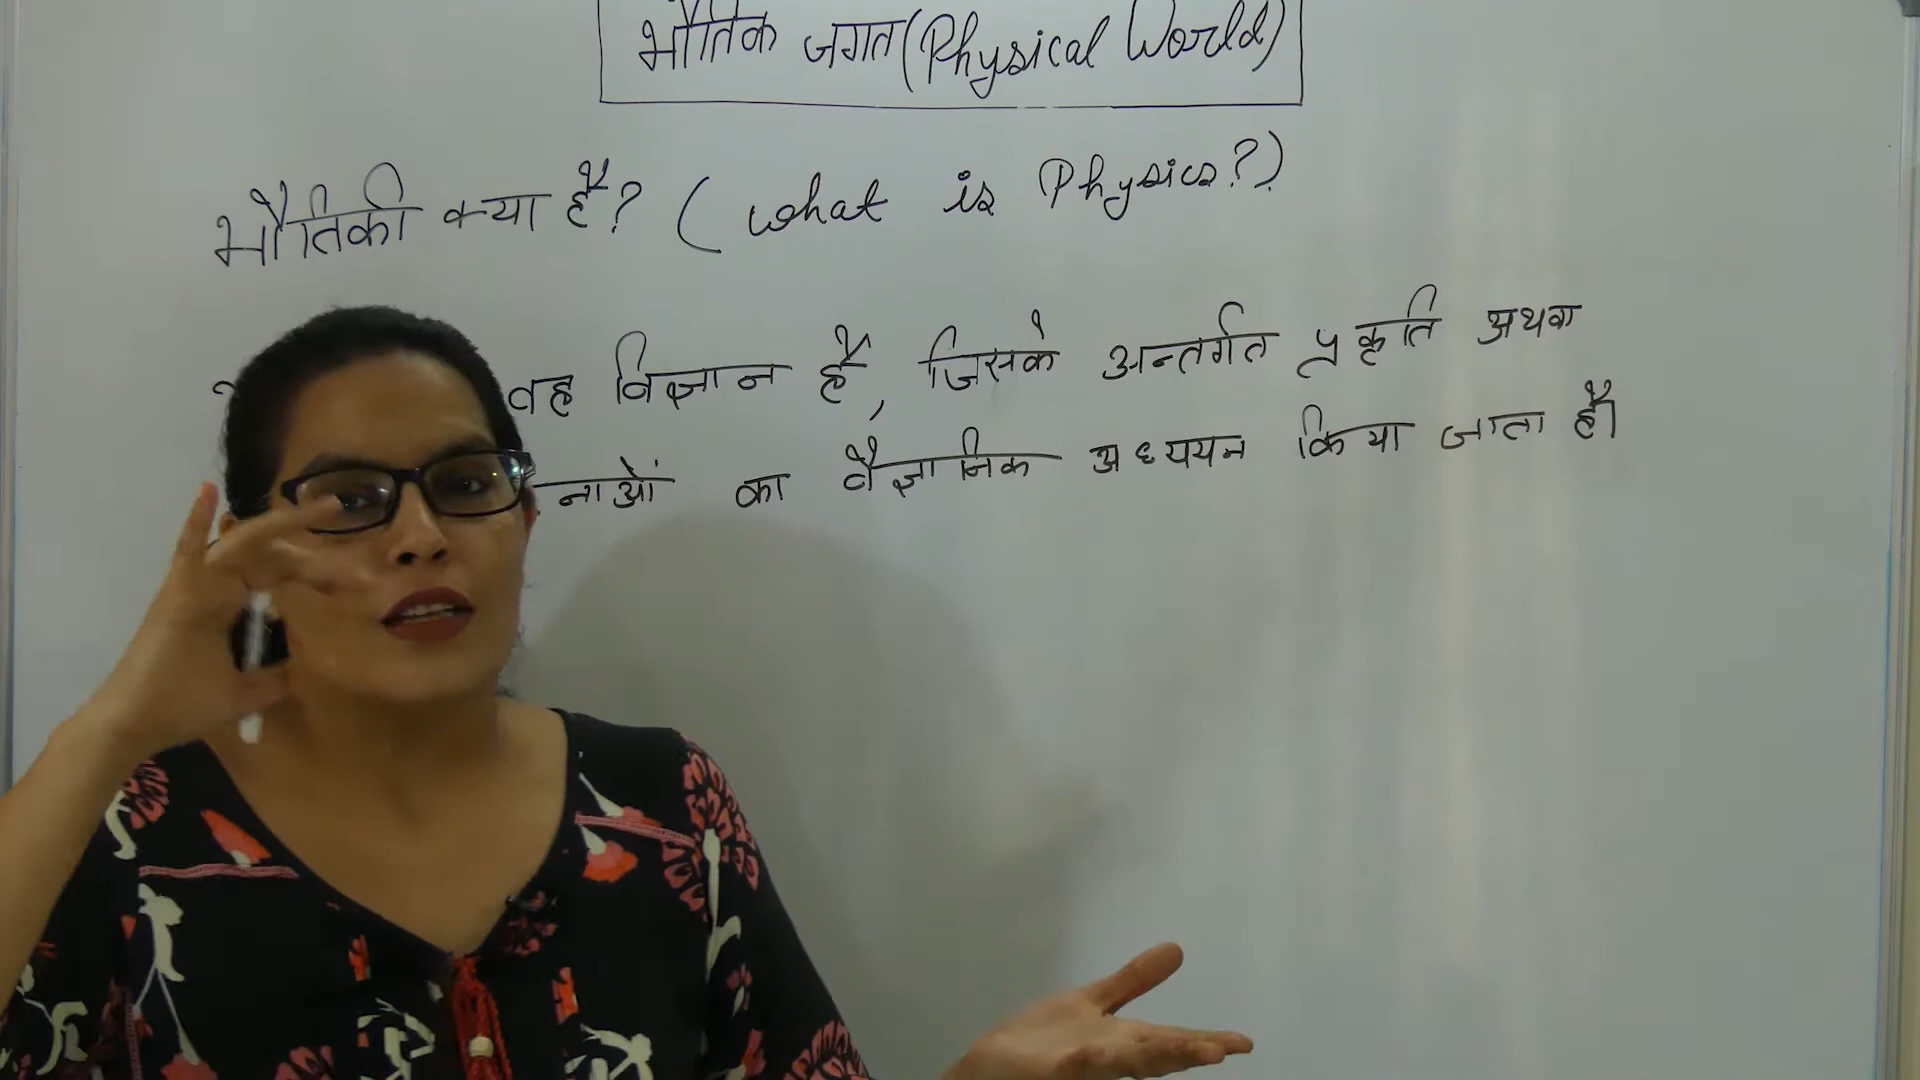 भौतिक जगत (Physical World)
भौतिकी क्या है? (what is Physics?)
वह विज्ञान है, जिसके अन्तर्गत प्रकृति अथवा
नाओं का वैज्ञानिक अध्ययन किया जाता है।